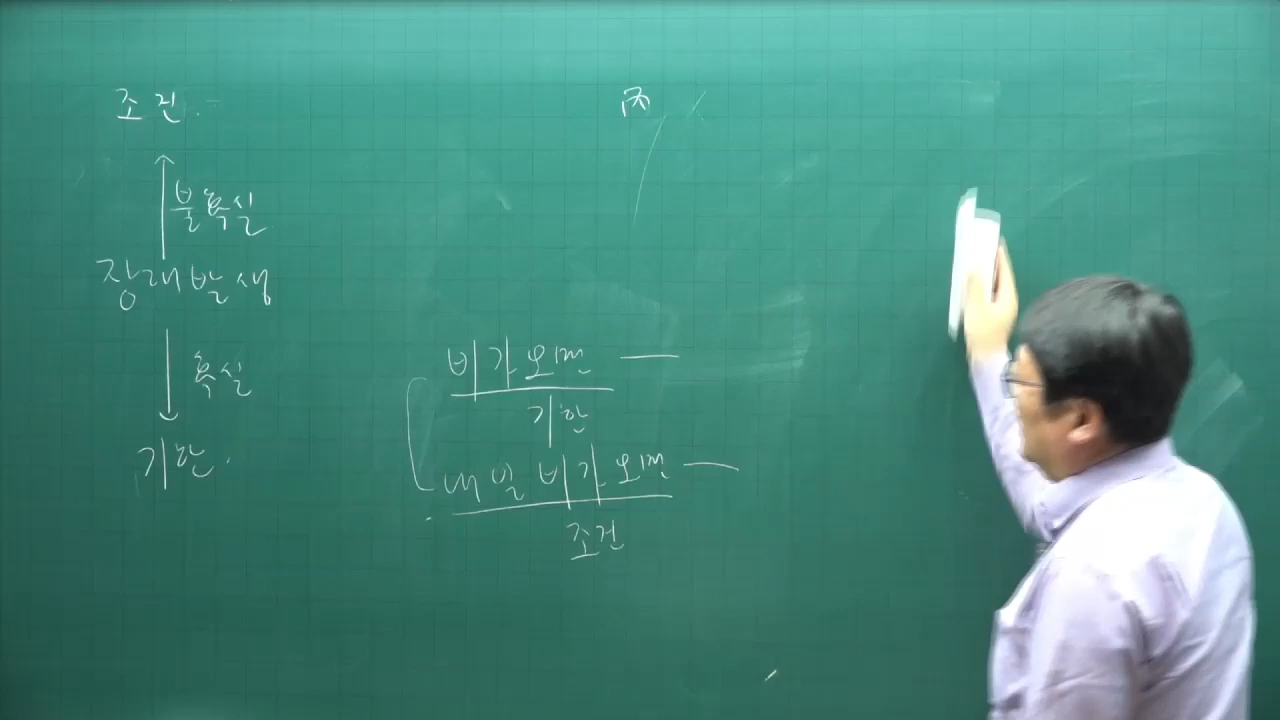 조건
丙
불확실
장래발생
확실
기한.
비가오면 —
기한
내일 비가오면 —
조건